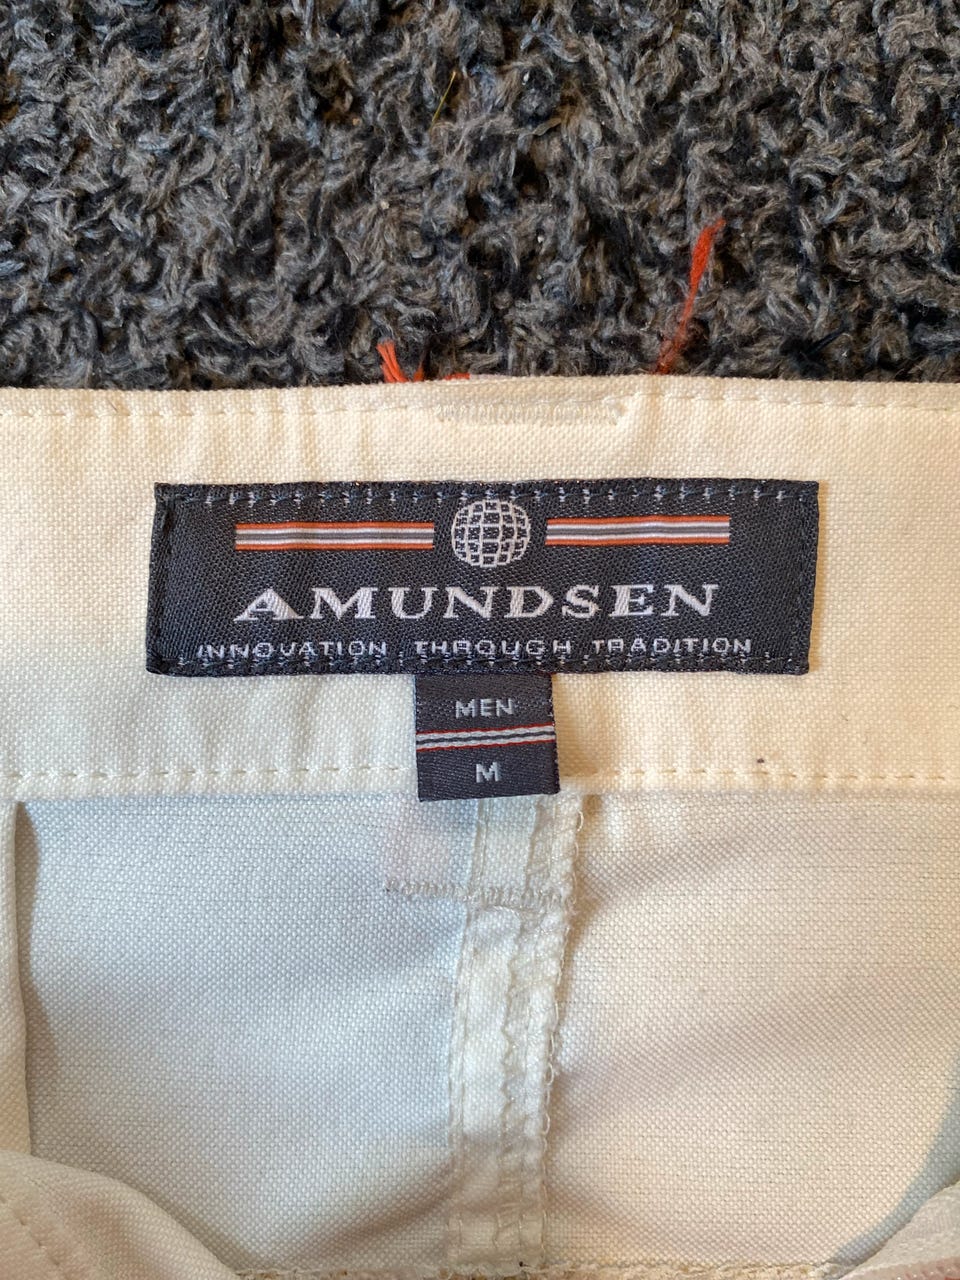 AMUNDSEN
INNOVATION THROUGH TRADITION
MEN
M